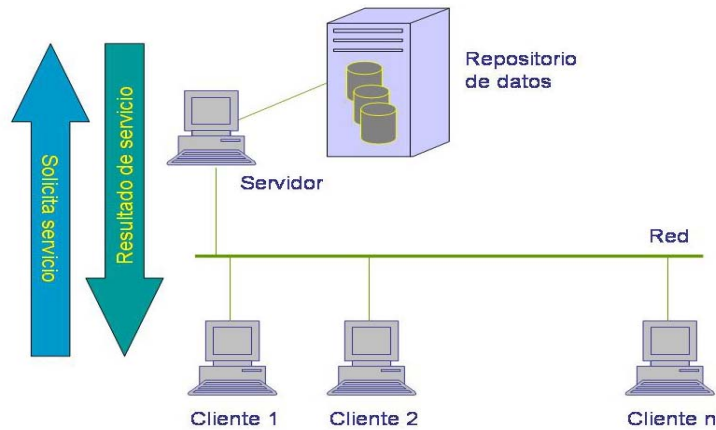 Repositorio
de datos
Solicita servicio
Resultado de servicio
Servidor
Red
Cliente 1
Cliente 2
Cliente n